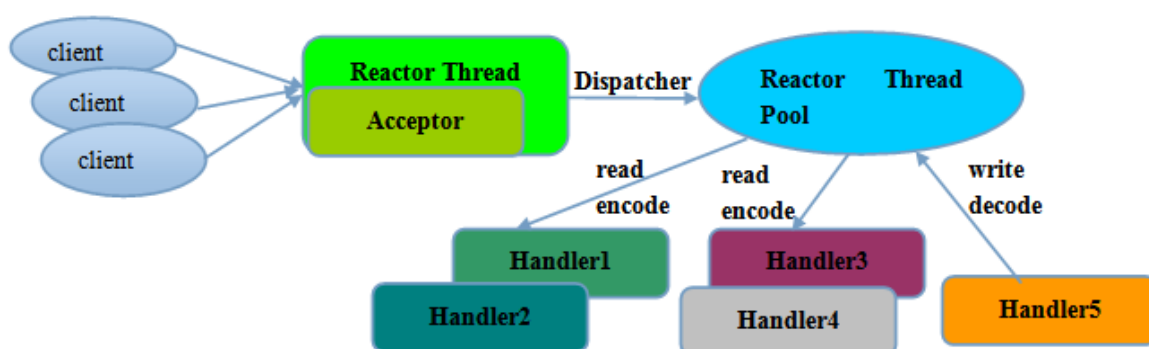 client
client
client
Reactor Thread
Acceptor
Dispatcher
Reactor Thread
Pool
read
encode
read
encode
write
decode
Handler1
Handler2
Handler3
Handler4
Handler5